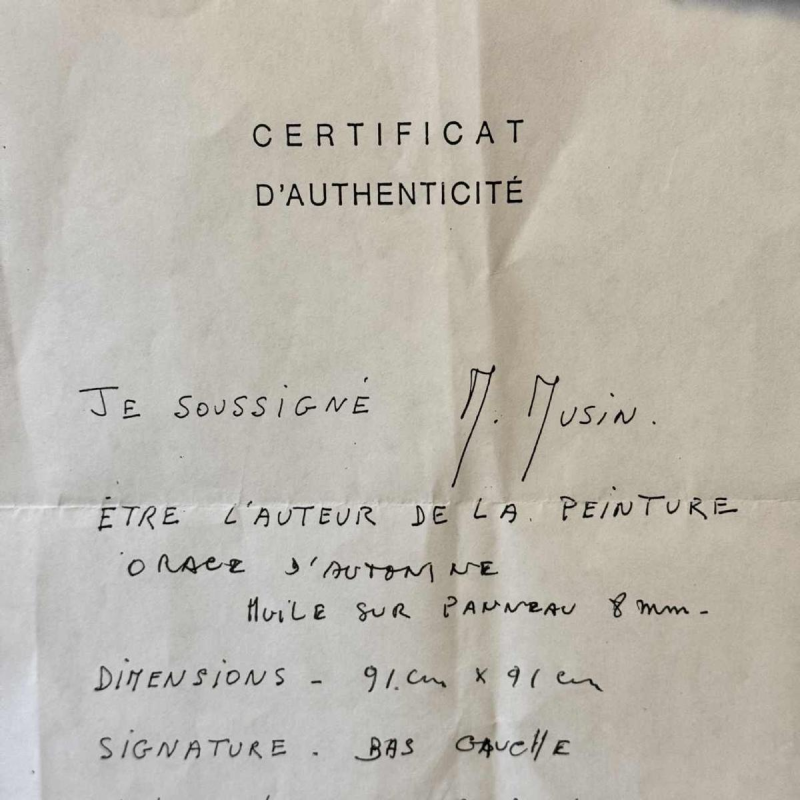 CERTIFICAT
D'AUTHENTICITÉ
JE SOUSSIGNÉ M. MUSIN.
ÊTRE L'AUTEUR DE LA PEINTURE
ORAGE D'AUTOMNE
HUILE SUR PANNEAU 8 mm-
DIMENSIONS - 91.cm x 91 cm
SIGNATURE. BAS GAUCHE